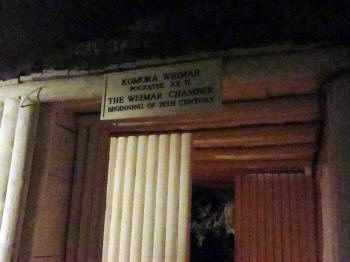 KOMORA WEIMAR
POCZĄTEK XX W.
THE WEIMAR CHAMBER
BEGINNING OF 20TH CENTURY